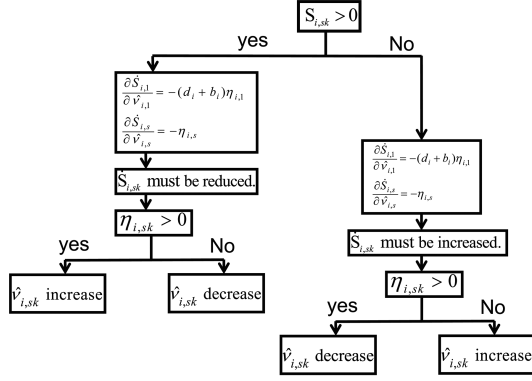 S_{i,sk} > 0
yes
No
∂Ṡ_{i,1}/∂v̂_{i,1} = -(d_i + b_i)η_{i,1}
∂Ṡ_{i,s}/∂v̂_{i,s} = -η_{i,s}
Ṡ_{i,sk} must be reduced.
η_{i,sk} > 0
yes
No
v̂_{i,sk} increase
v̂_{i,sk} decrease
∂Ṡ_{i,1}/∂v̂_{i,1} = -(d_i + b_i)η_{i,1}
∂Ṡ_{i,s}/∂v̂_{i,s} = -η_{i,s}
Ṡ_{i,sk} must be increased.
η_{i,sk} > 0
yes
No
v̂_{i,sk} decrease
v̂_{i,sk} increase